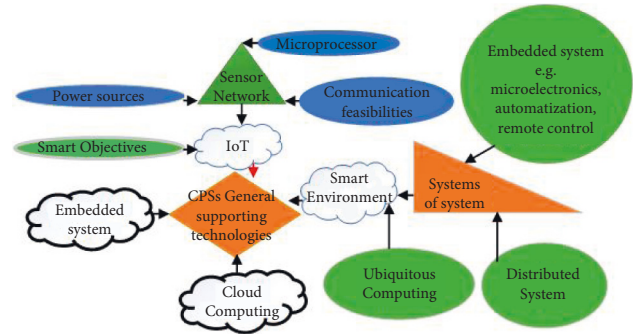 Microprocessor
Sensor
Network
Power sources
Communication
feasibilities
Embedded system
e.g.
microelectronics,
automatization,
remote control
Smart Objectives
IoT
CPSs General
supporting
technologies
Smart
Environment
Systems
of system
Embedded
system
Cloud
Computing
Ubiquitous
Computing
Distributed
System